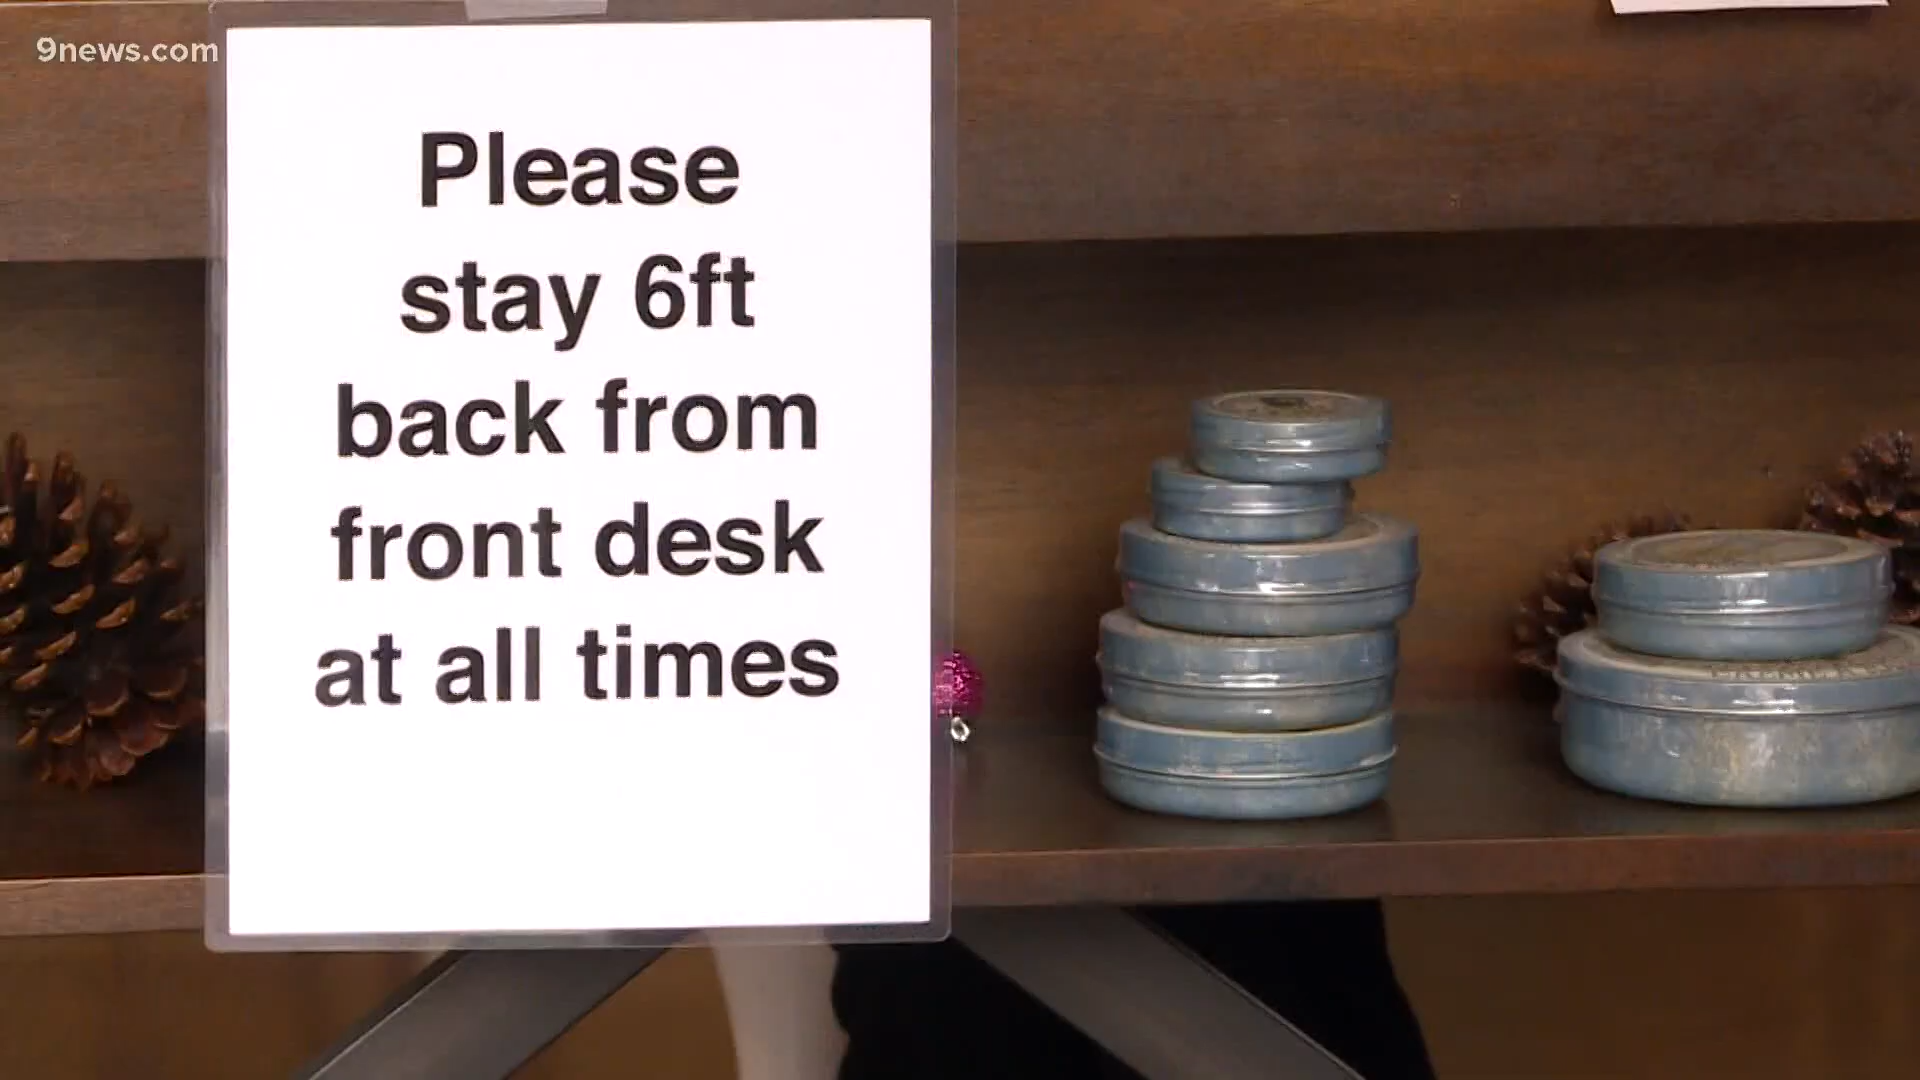 9news.com
Please
stay 6ft
back from
front desk
at all times